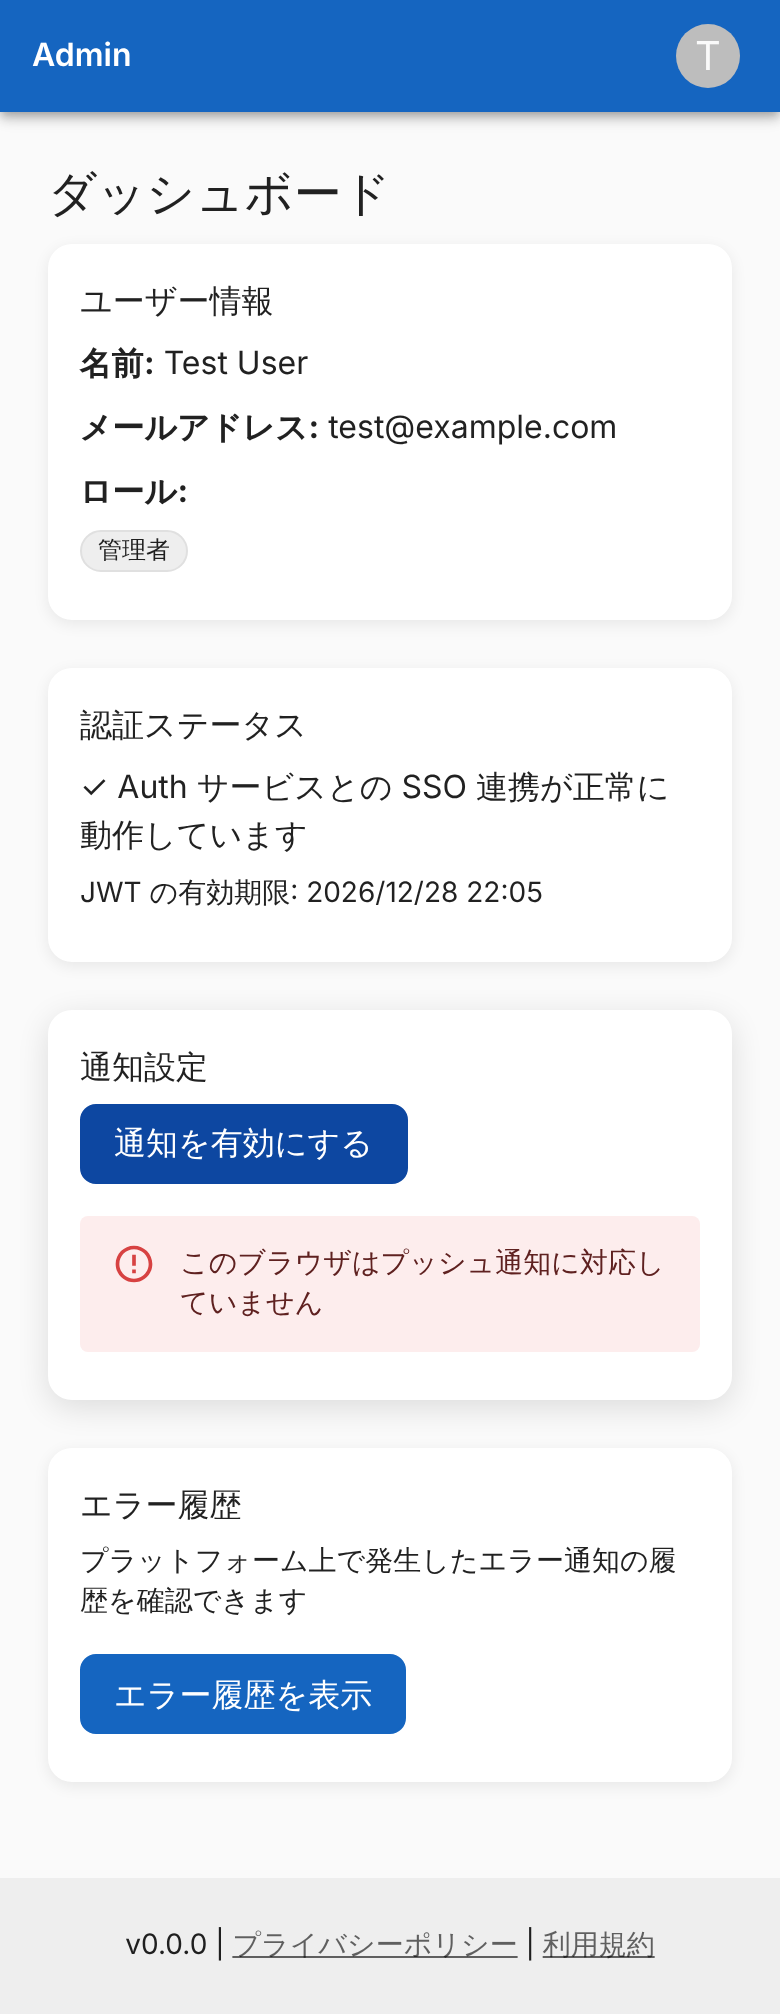 Admin
T
ダッシュボード
ユーザー情報
名前: Test User
メールアドレス: test@example.com
ロール:
管理者
認証ステータス
✓ Auth サービスとの SSO 連携が正常に
動作しています
JWT の有効期限: 2026/12/28 22:05
通知設定
通知を有効にする
このブラウザはプッシュ通知に対応し
ていません
エラー履歴
プラットフォーム上で発生したエラー通知の履
歴を確認できます
エラー履歴を表示
v0.0.0 | プライバシーポリシー | 利用規約